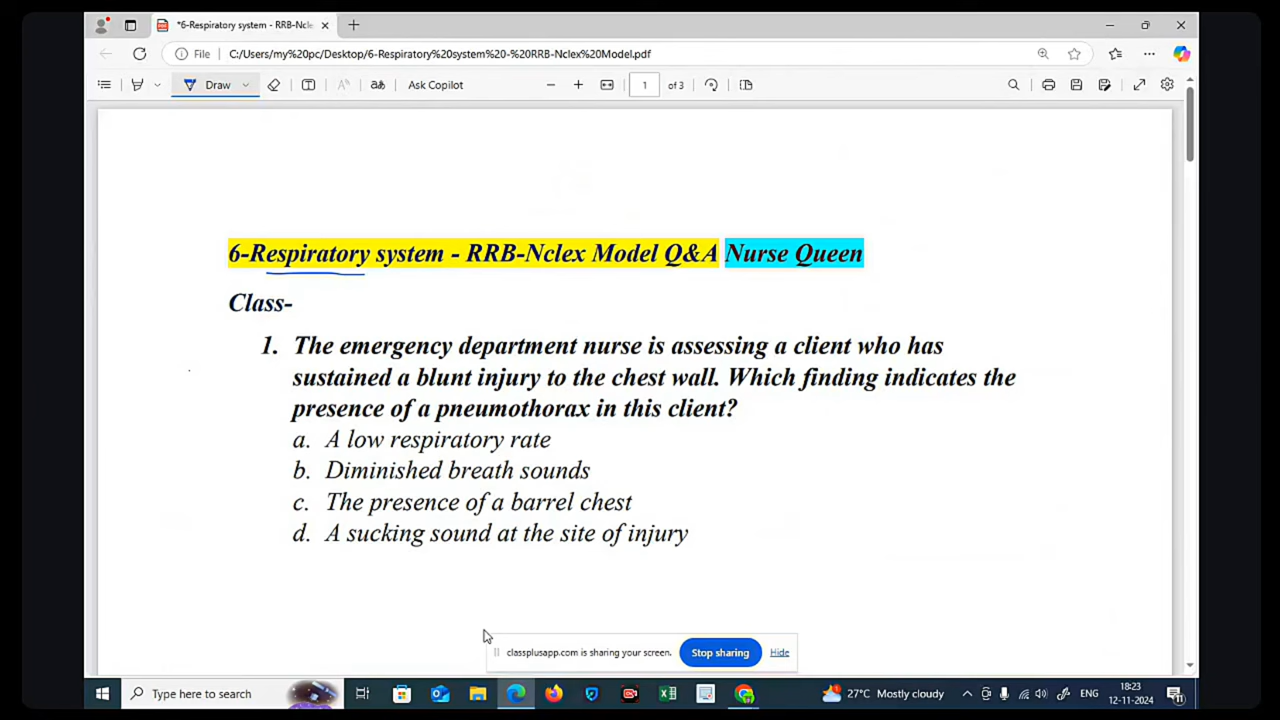 *6-Respiratory system - RRB-Ncle
File
C:/Users/my%20pc/Desktop/6-Respiratory%20system%20-%20RRB-Nclex%20Model.pdf
Draw
Ask Copilot
1 of 3
6-Respiratory system - RRB-Nclex Model Q&A Nurse Queen
Class-
1. The emergency department nurse is assessing a client who has
sustained a blunt injury to the chest wall. Which finding indicates the
presence of a pneumothorax in this client?
a. A low respiratory rate
b. Diminished breath sounds
c. The presence of a barrel chest
d. A sucking sound at the site of injury
classplusapp.com is sharing your screen.
Stop sharing
Hide
Type here to search
27°C Mostly cloudy
ENG
18:23
12-11-2024